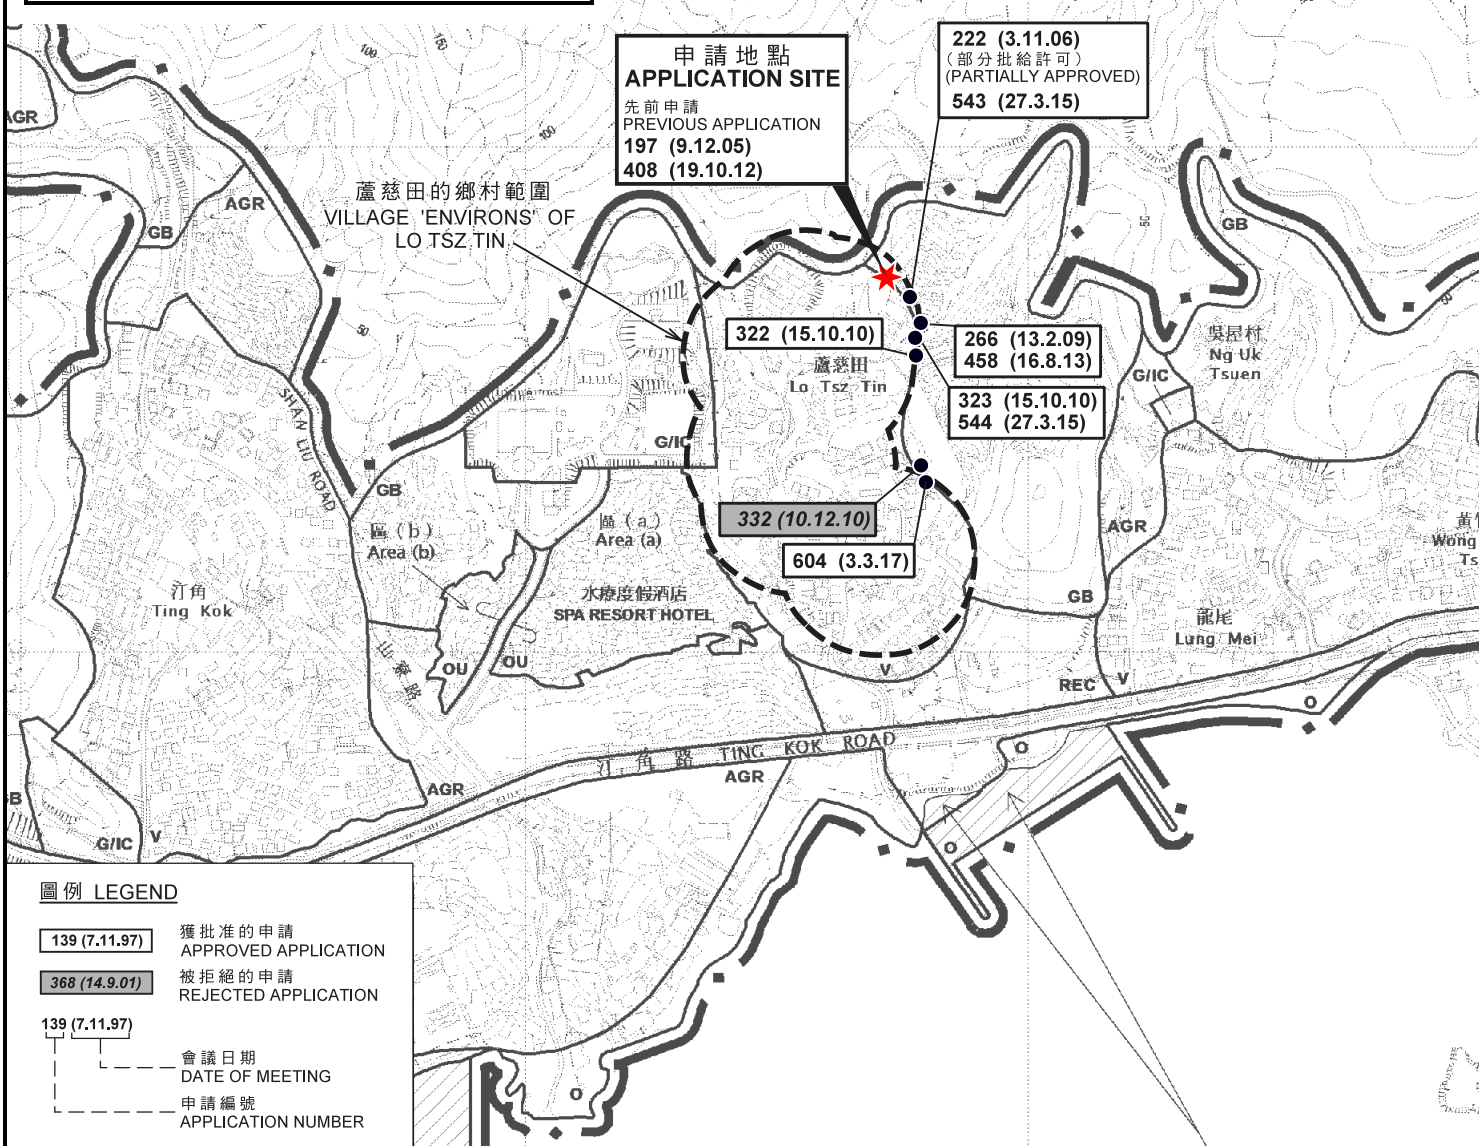 申請地點
APPLICATION SITE
先前申請
PREVIOUS APPLICATION
197 (9.12.05)
408 (19.10.12)
222 (3.11.06)
(部分批給許可)
(PARTIALLY APPROVED)
543 (27.3.15)
100
150
100
AGR
蘆慈田的鄉村範圍
VILLAGE 'ENVIRONS' OF
LO TSZ TIN
AGR
GB
GB
50
50
322 (15.10.10)
266 (13.2.09)
458 (16.8.13)
蘆慈田
Lo Tsz Tin
吳屋村
Ng Uk
Tsuen
G/IC
323 (15.10.10)
544 (27.3.15)
SHAN LIU ROAD
G/IC
GB
332 (10.12.10)
區 (b)
Area (b)
區 (a)
Area (a)
AGR
604 (3.3.17)
Wong
Ts
汀角
Ting Kok
水療度假酒店
SPA RESORT HOTEL
GB
龍尾
Lung Mei
山寮路
OU
OU
V
REC
V
O
O
汀角路 TING KOK ROAD
AGR
AGR
GB
G/IC
V
O
O
圖例 LEGEND
139 (7.11.97)
獲批准的申請
APPROVED APPLICATION
368 (14.9.01)
被拒絕的申請
REJECTED APPLICATION
139 (7.11.97)
會議日期
DATE OF MEETING
申請編號
APPLICATION NUMBER